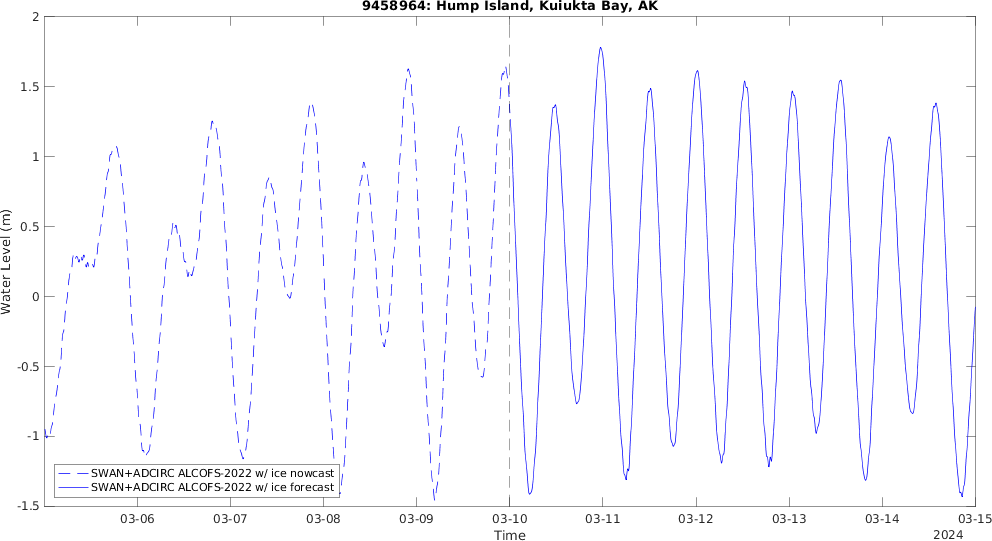 9458964: Hump Island, Kuiukta Bay, AK
Water Level (m)
2
1.5
1
0.5
0
-0.5
-1
-1.5
SWAN+ADCIRC ALCOFS-2022 w/ ice nowcast
SWAN+ADCIRC ALCOFS-2022 w/ ice forecast
03-06 03-07 03-08 03-09 03-10 03-11 03-12 03-13 03-14 03-15
Time
2024